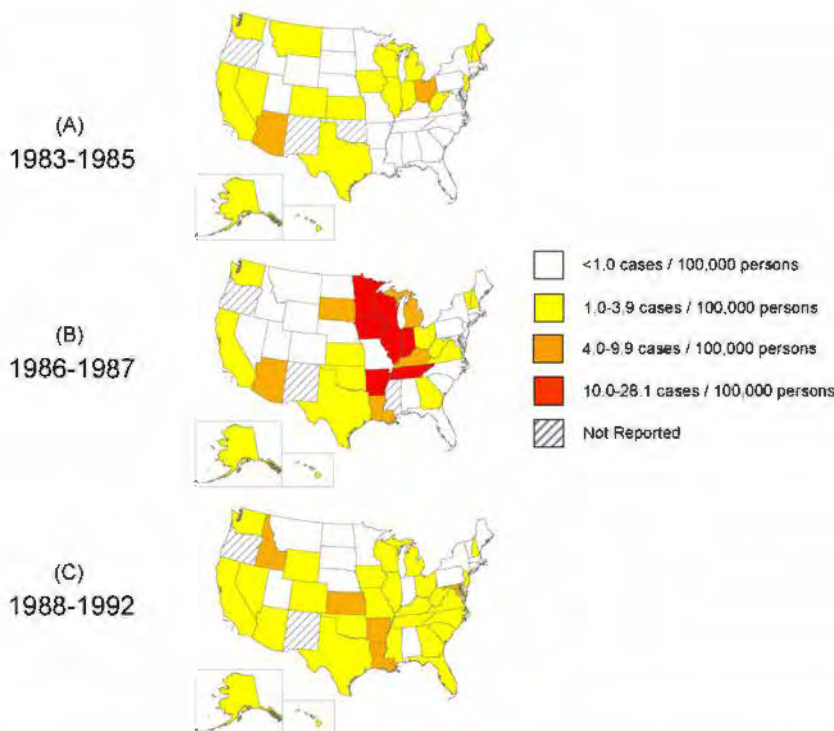 (A)
1983-1985
(B)
1986-1987
(C)
1988-1992
<1.0 cases / 100,000 persons
1.0-3.9 cases / 100,000 persons
4.0-9.9 cases / 100,000 persons
10.0-28.1 cases / 100,000 persons
Not Reported